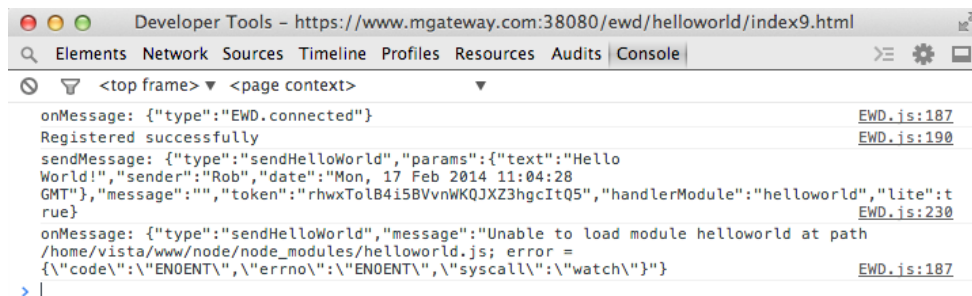 Developer Tools - https://www.mgateway.com:38080/ewd/helloworld/index9.html
Elements Network Sources Timeline Profiles Resources Audits Console
<top frame> ▼ <page context> ▼
onMessage: {"type":"EWD.connected"} EWD.js:187
Registered successfully EWD.js:190
sendMessage: {"type":"sendHelloWorld","params":{"text":"Hello
World!","sender":"Rob","date":"Mon, 17 Feb 2014 11:04:28
GMT"},"message":"","token":"rhwxTolB4i5BVvnWKQJXZ3hgcItQ5","handlerModule":"helloworld","lite":t
rue} EWD.js:230
onMessage: {"type":"sendHelloWorld","message":"Unable to load module helloworld at path
/home/vista/www/node/node_modules/helloworld.js; error =
{\"code\":\"ENOENT\",\"errno\":\"ENOENT\",\"syscall\":\"watch\"}"} EWD.js:187
>